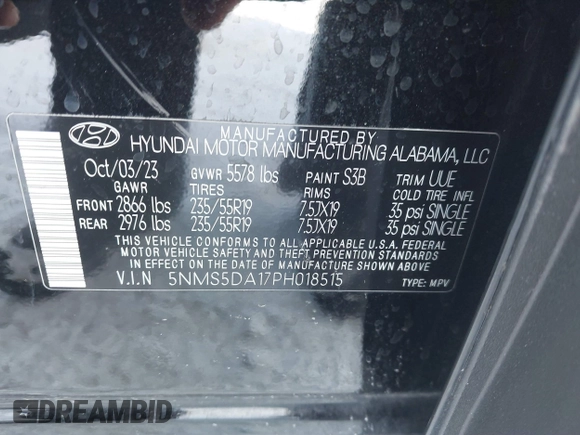 MANUFACTURED BY
HYUNDAI MOTOR MANUFACTURING ALABAMA, LLC
Oct/03/23 GVWR 5578 lbs PAINT S3B TRIM UUE
GAWR TIRES RIMS COLD TIRE INFL
FRONT 2866 lbs 235/55R19 7.5JX19 35 psi SINGLE
REAR 2976 lbs 235/55R19 7.5JX19 35 psi SINGLE
THIS VEHICLE CONFORMS TO ALL APPLICABLE U.S.A. FEDERAL
MOTOR VEHICLE SAFETY AND THEFT PREVENTION STANDARDS
IN EFFECT ON THE DATE OF MANUFACTURE SHOWN ABOVE.
V.I.N 5NMS5DA17PH018515 TYPE: MPV
DREAMBID